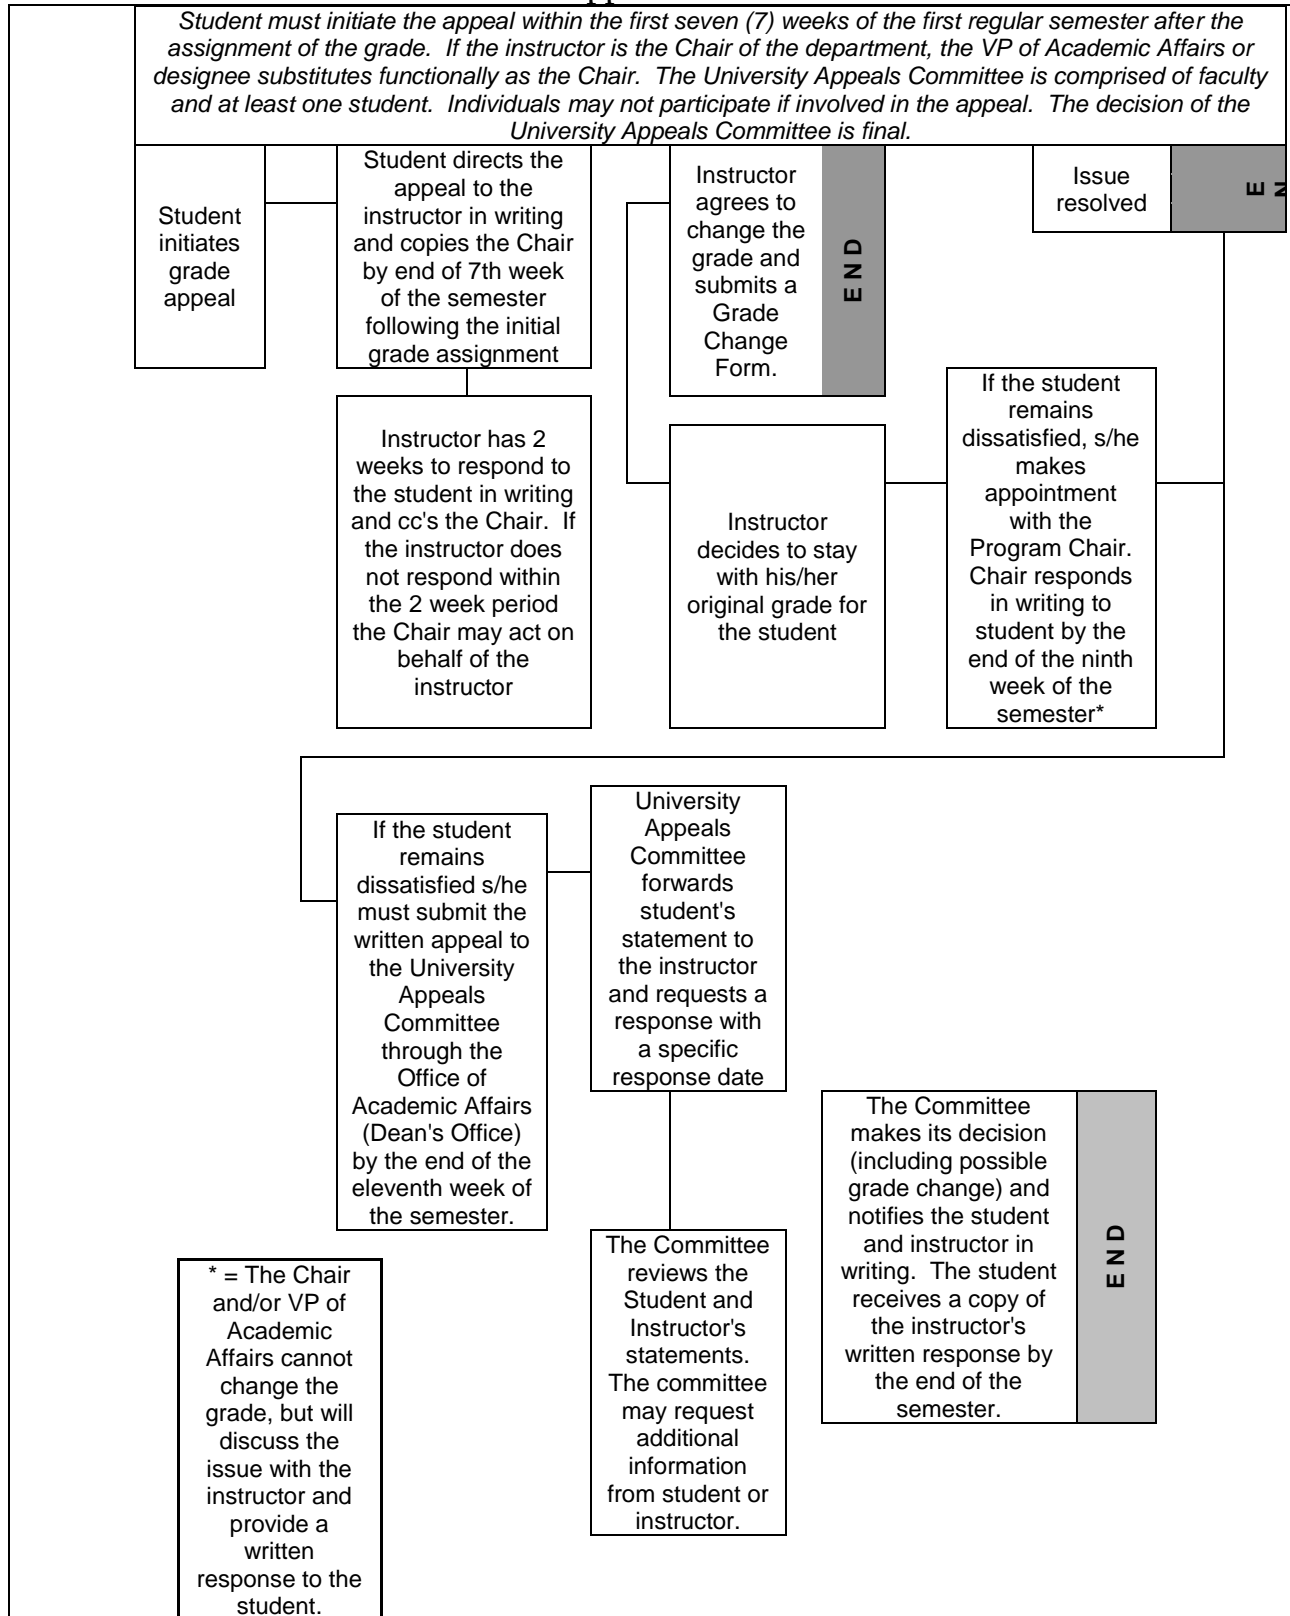 Student must initiate the appeal within the first seven (7) weeks of the first regular semester after the
assignment of the grade.  If the instructor is the Chair of the department, the VP of Academic Affairs or
designee substitutes functionally as the Chair.  The University Appeals Committee is comprised of faculty
and at least one student.  Individuals may not participate if involved in the appeal.  The decision of the
University Appeals Committee is final.
Student
initiates
grade
appeal
Student directs the
appeal to the
instructor in writing
and copies the Chair
by end of 7th week
of the semester
following the initial
grade assignment
Instructor
agrees to
change the
grade and
submits a
Grade
Change
Form.
END
Issue
resolved
E N
Instructor has 2
weeks to respond to
the student in writing
and cc's the Chair.  If
the instructor does
not respond within
the 2 week period
the Chair may act on
behalf of the
instructor
Instructor
decides to stay
with his/her
original grade for
the student
If the student
remains
dissatisfied, s/he
makes
appointment
with the
Program Chair.
Chair responds
in writing to
student by the
end of the ninth
week of the
semester*
If the student
remains
dissatisfied s/he
must submit the
written appeal to
the University
Appeals
Committee
through the
Office of
Academic Affairs
(Dean's Office)
by the end of the
eleventh week of
the semester.
University
Appeals
Committee
forwards
student's
statement to
the instructor
and requests a
response with
a specific
response date
The Committee
reviews the
Student and
Instructor's
statements.
The committee
may request
additional
information
from student or
instructor.
The Committee
makes its decision
(including possible
grade change) and
notifies the student
and instructor in
writing.  The student
receives a copy of
the instructor's
written response by
the end of the
semester.
END
* = The Chair
and/or VP of
Academic
Affairs cannot
change the
grade, but will
discuss the
issue with the
instructor and
provide a
written
response to the
student.